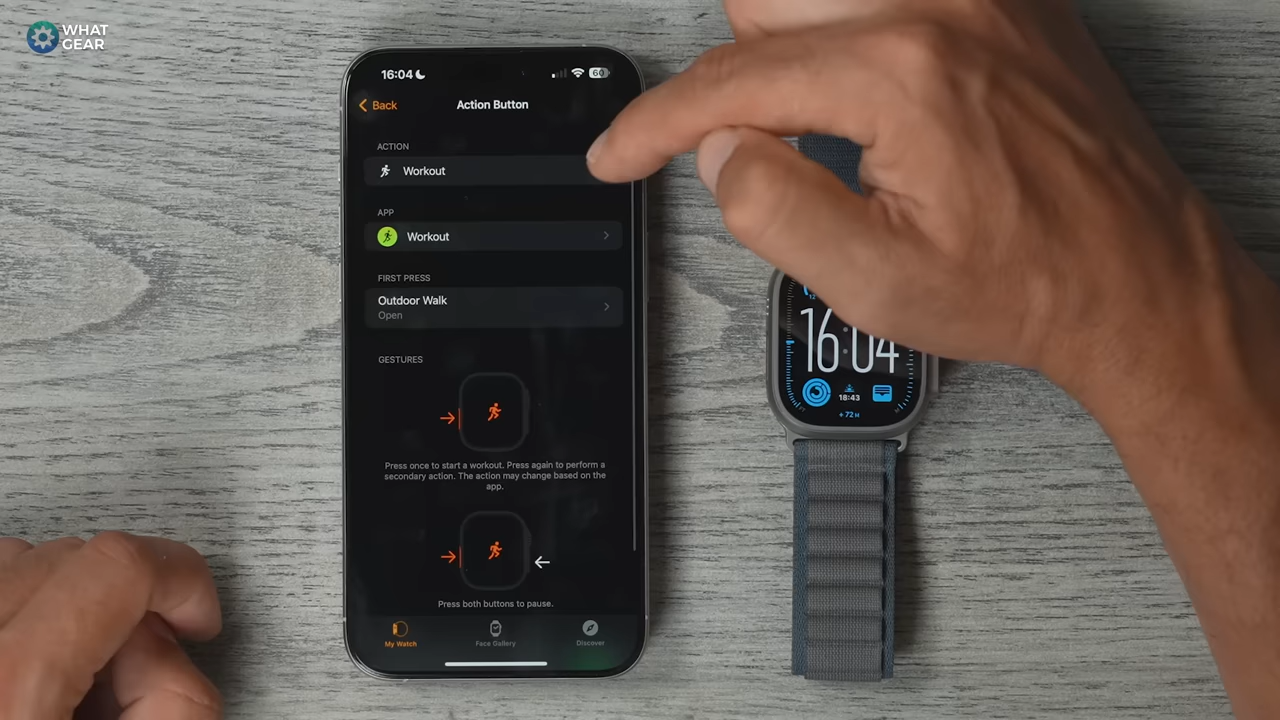 WHAT
GEAR
16:04
60
Back
Action Button
ACTION
Workout
APP
Workout
FIRST PRESS
Outdoor Walk
Open
GESTURES
Press once to start a workout. Press again to perform a
secondary action. The action may change based on the
app.
Press both buttons to pause.
My Watch
Face Gallery
Discover
12
16:04
18:43
72 M